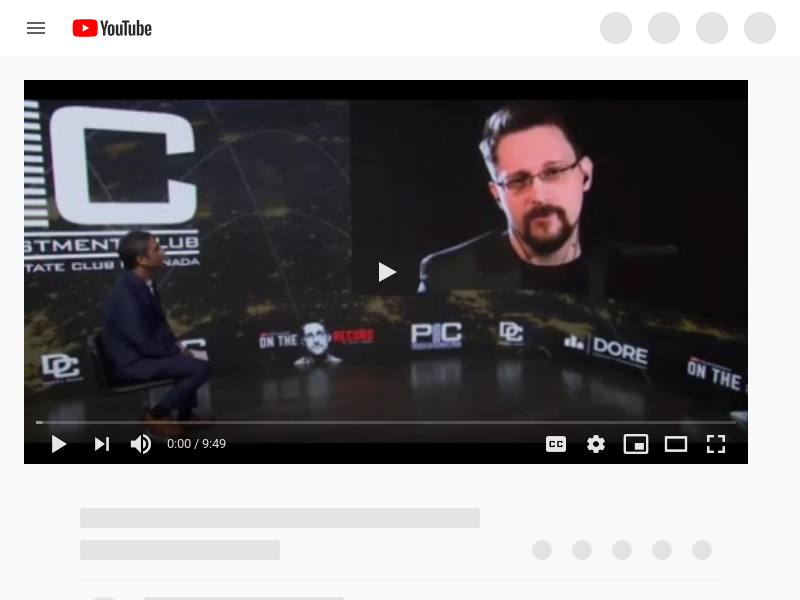 YouTube
C
STMENT CLUB
TATE CLUB IN CANADA
ON THE RECORD
PIC
DC
DORE
DC
ON THE
0:00 / 9:49
CC